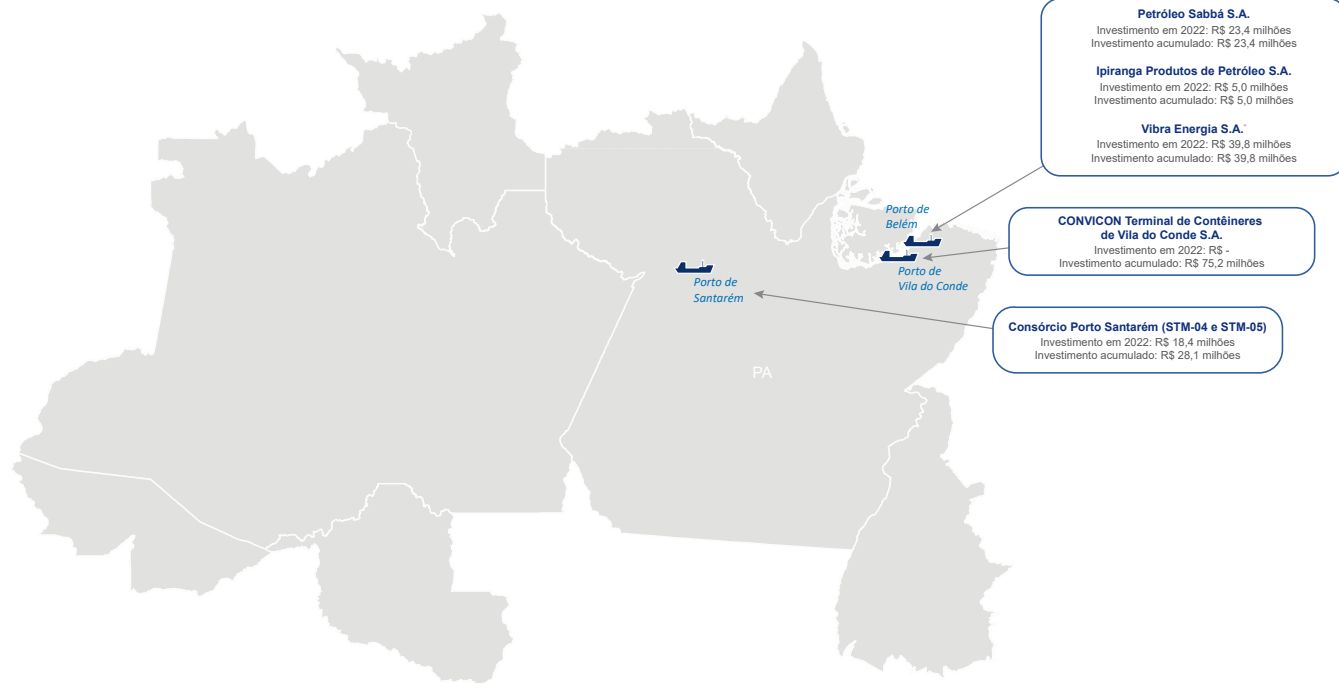 Petróleo Sabbá S.A.
Investimento em 2022: R$ 23,4 milhões
Investimento acumulado: R$ 23,4 milhões
Ipiranga Produtos de Petróleo S.A.
Investimento em 2022: R$ 5,0 milhões
Investimento acumulado: R$ 5,0 milhões
Vibra Energia S.A.
Investimento em 2022: R$ 39,8 milhões
Investimento acumulado: R$ 39,8 milhões
Porto de
Belém
CONVICON Terminal de Contêineres
de Vila do Conde S.A.
Investimento em 2022: R$ -
Investimento acumulado: R$ 75,2 milhões
Porto de
Vila do Conde
Porto de
Santarém
Consórcio Porto Santarém (STM-04 e STM-05)
Investimento em 2022: R$ 18,4 milhões
Investimento acumulado: R$ 28,1 milhões
PA